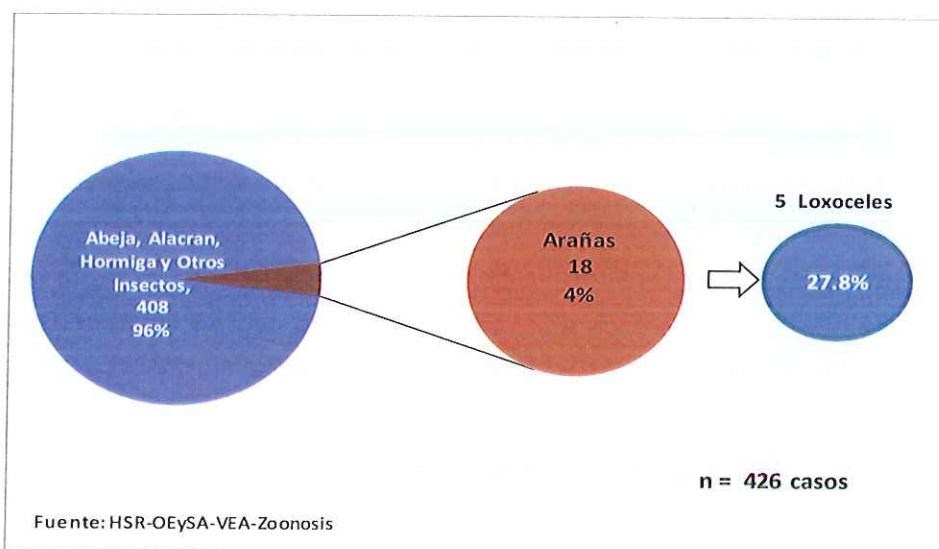 Abeja, Alacran,
Hormiga y Otros
Insectos,
408
96%
Arañas
18
4%
5 Loxoceles
27.8%
n = 426 casos
Fuente: HSR-OEySA-VEA-Zoonosis